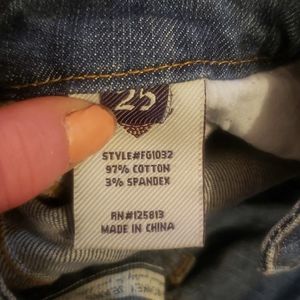 25
STYLE#FG1032
97% COTTON
3% SPANDEX
RN#125813
MADE IN CHINA